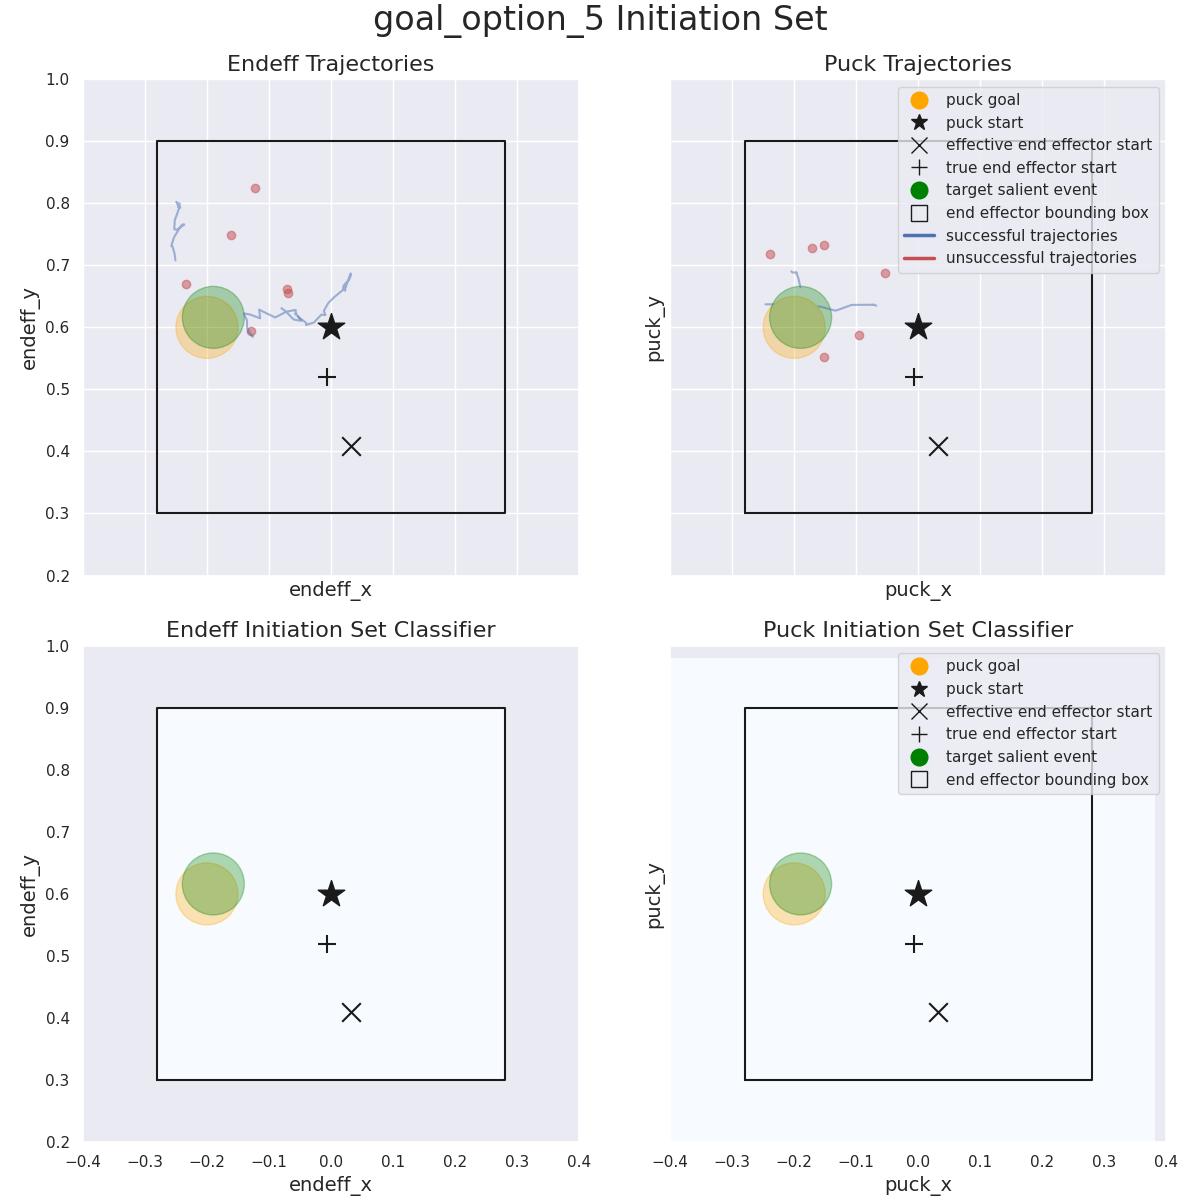 goal_option_5 Initiation Set
Endeff Trajectories
1.0
0.9
0.8
0.7
0.6
0.5
0.4
0.3
0.2
endeff_y
endeff_x
Puck Trajectories
puck goal
puck start
effective end effector start
true end effector start
target salient event
end effector bounding box
successful trajectories
unsuccessful trajectories
puck_y
puck_x
Endeff Initiation Set Classifier
1.0
0.9
0.8
0.7
0.6
0.5
0.4
0.3
0.2
endeff_y
−0.4 −0.3 −0.2 −0.1 0.0 0.1 0.2 0.3 0.4
endeff_x
Puck Initiation Set Classifier
puck goal
puck start
effective end effector start
true end effector start
target salient event
end effector bounding box
puck_y
−0.4 −0.3 −0.2 −0.1 0.0 0.1 0.2 0.3 0.4
puck_x